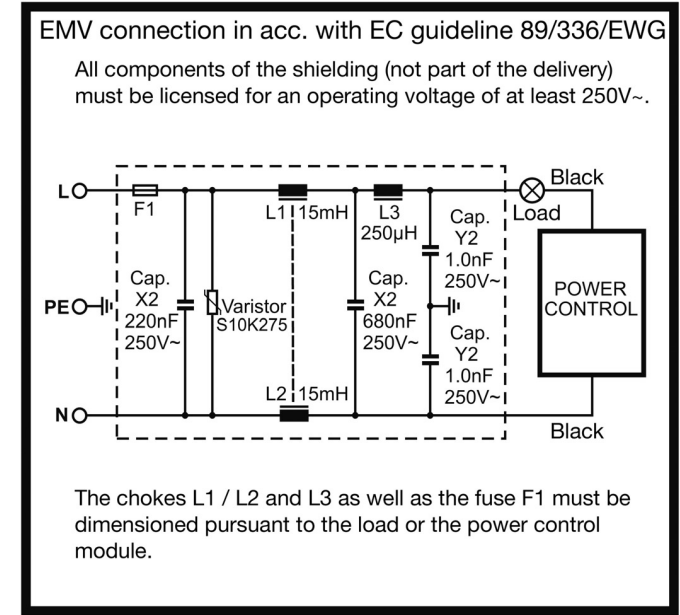 EMV connection in acc. with EC guideline 89/336/EWG
All components of the shielding (not part of the delivery)
must be licensed for an operating voltage of at least 250V~.
L
F1
L1
15mH
L3
250µH
Cap.
Y2
1.0nF
250V~
Load
Black
PE
Cap.
X2
220nF
250V~
Varistor
S10K275
Cap.
X2
680nF
250V~
Cap.
Y2
1.0nF
250V~
POWER
CONTROL
L2
15mH
N
Black
The chokes L1 / L2 and L3 as well as the fuse F1 must be
dimensioned pursuant to the load or the power control
module.